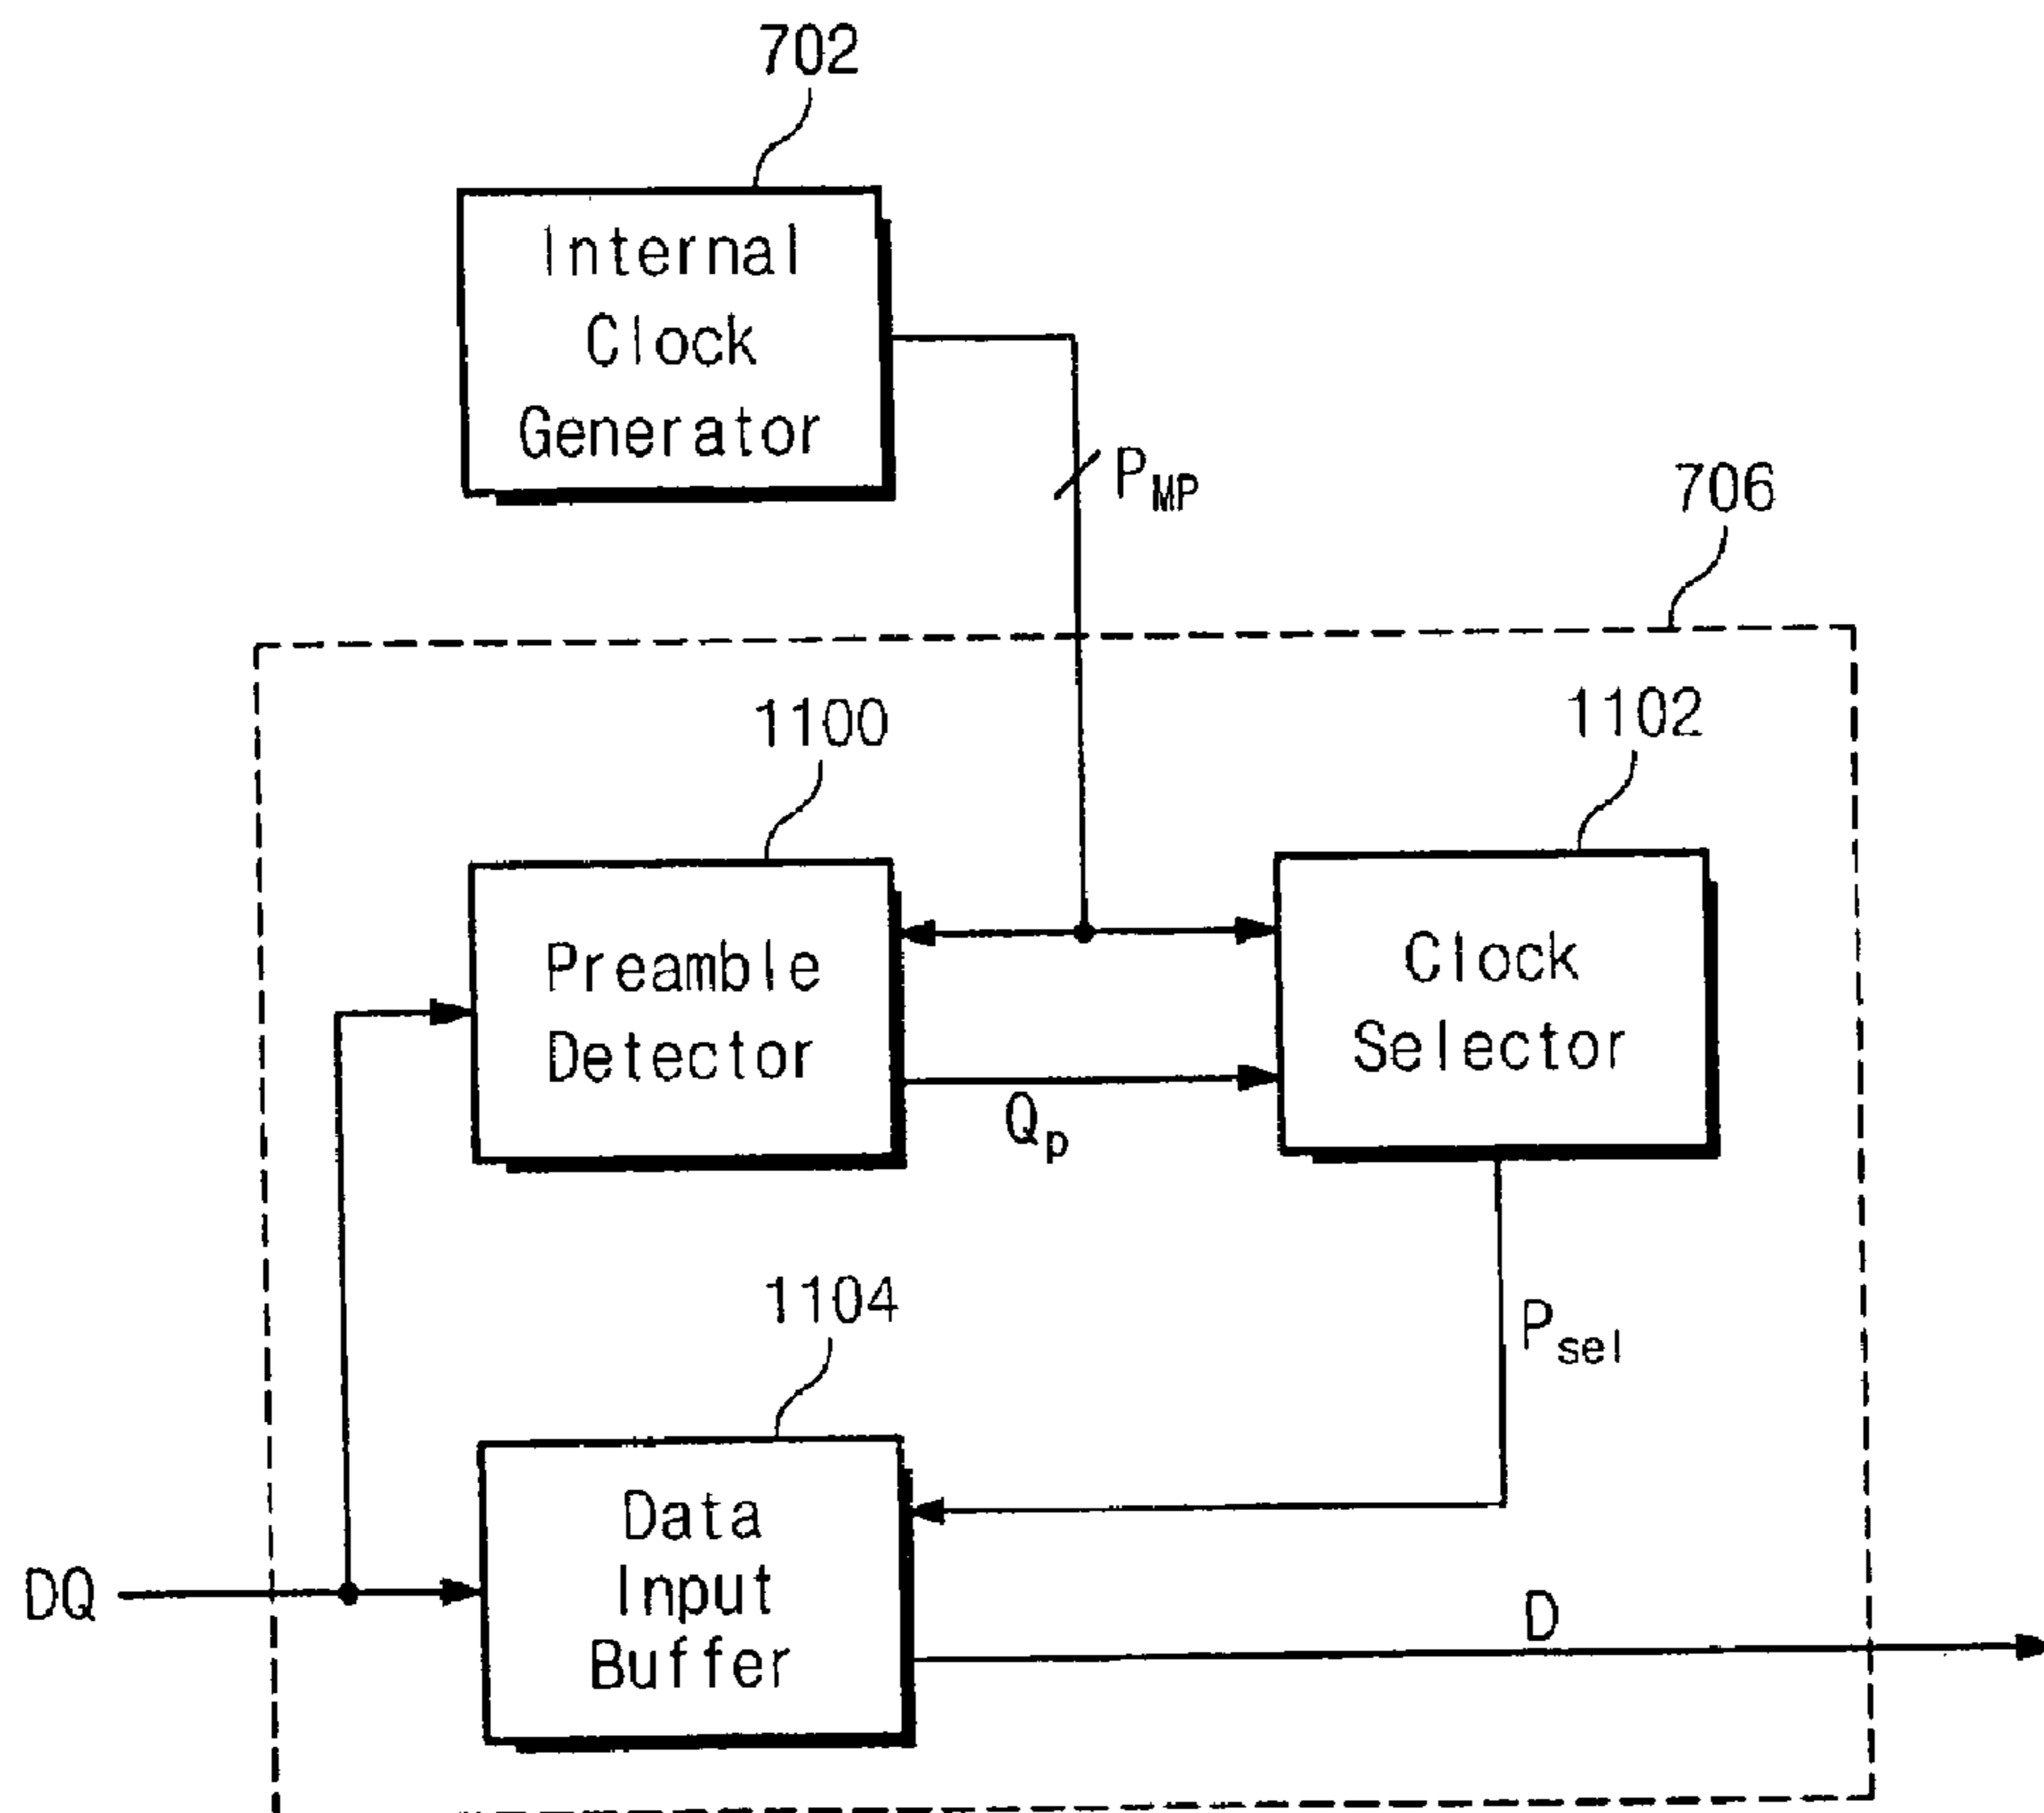 702
Internal
Clock
Generator
P_MP
706
1100
1102
Preamble
Detector
Clock
Selector
Q_p
1104
P_sel
Data
Input
Buffer
DQ
D